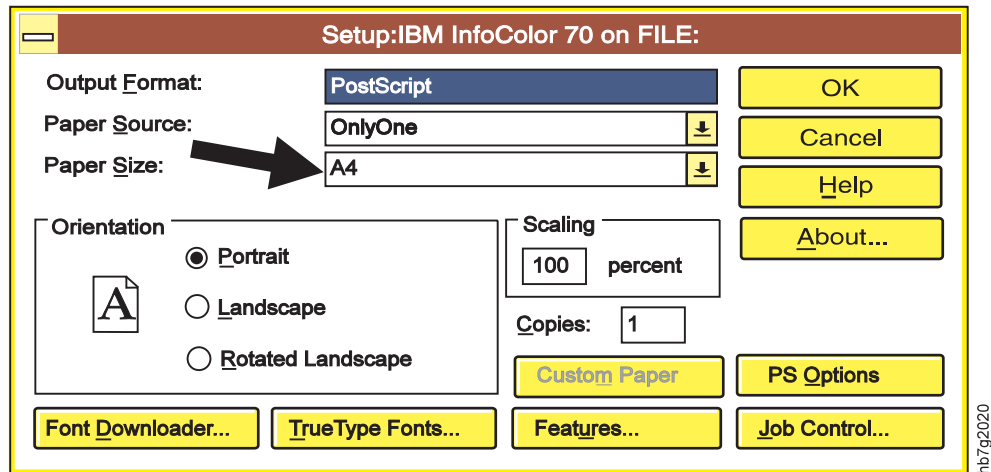 Setup:IBM InfoColor 70 on FILE:
Output Format: PostScript
OK
Paper Source: OnlyOne
Cancel
Paper Size: A4
Help
Orientation
Scaling
About...
Portrait
100 percent
A
Landscape
Copies: 1
Rotated Landscape
Custom Paper
PS Options
Font Downloader...
TrueType Fonts...
Features...
Job Control...
hb7g2020